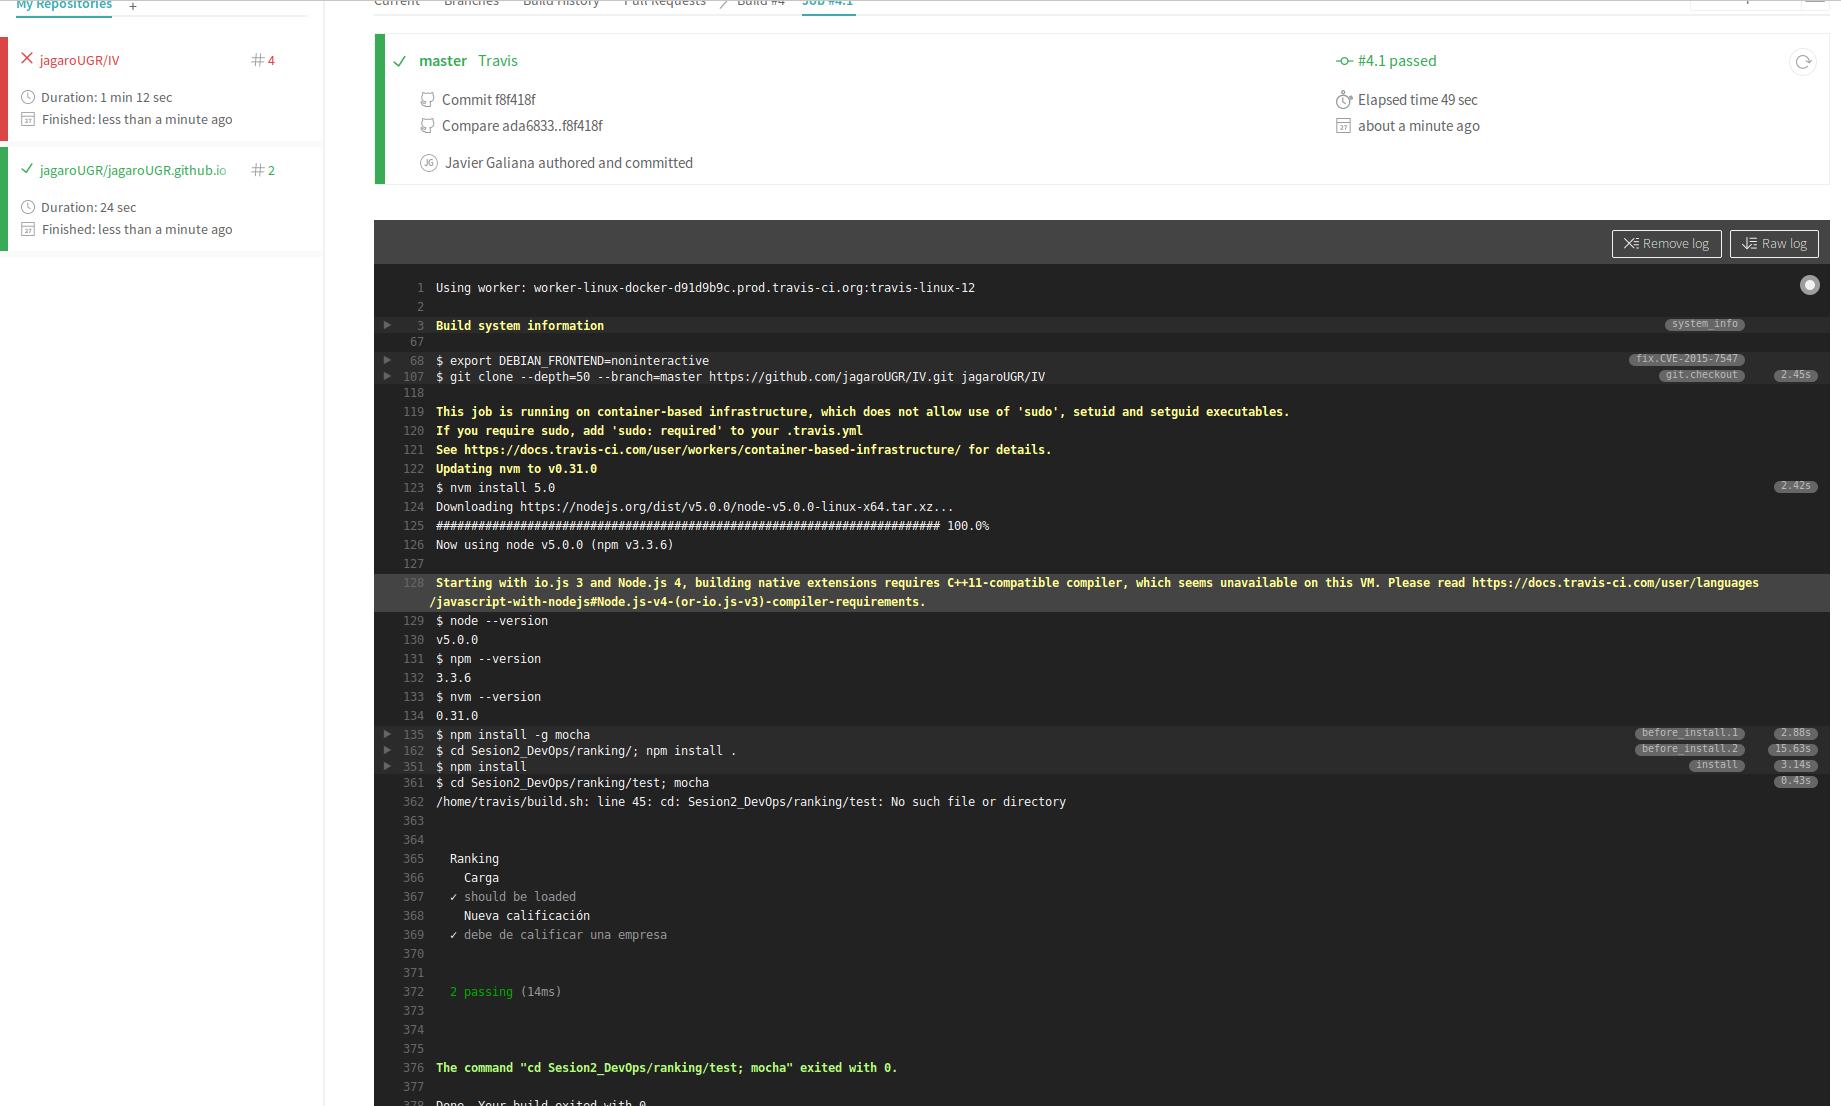 My Repositories +
Current Branches Build History Pull Requests Build #4 Job #4.1
jagaroUGR/IV # 4
Duration: 1 min 12 sec
Finished: less than a minute ago
jagaroUGR/jagaroUGR.github.io # 2
Duration: 24 sec
Finished: less than a minute ago
master Travis
#4.1 passed
Commit f8f418f
Elapsed time 49 sec
Compare ada6833..f8f418f
about a minute ago
JG Javier Galiana authored and committed
Remove log Raw log
1 Using worker: worker-linux-docker-d91d9b9c.prod.travis-ci.org:travis-linux-12
2
3 Build system information system_info
67
68 $ export DEBIAN_FRONTEND=noninteractive fix.CVE-2015-7547
107 $ git clone --depth=50 --branch=master https://github.com/jagaroUGR/IV.git jagaroUGR/IV git.checkout 2.45s
118
119 This job is running on container-based infrastructure, which does not allow use of 'sudo', setuid and setguid executables.
120 If you require sudo, add 'sudo: required' to your .travis.yml
121 See https://docs.travis-ci.com/user/workers/container-based-infrastructure/ for details.
122 Updating nvm to v0.31.0
123 $ nvm install 5.0 2.42s
124 Downloading https://nodejs.org/dist/v5.0.0/node-v5.0.0-linux-x64.tar.xz...
125 ######################################################################## 100.0%
126 Now using node v5.0.0 (npm v3.3.6)
127
128 Starting with io.js 3 and Node.js 4, building native extensions requires C++11-compatible compiler, which seems unavailable on this VM. Please read https://docs.travis-ci.com/user/languages
/javascript-with-nodejs#Node.js-v4-(or-io.js-v3)-compiler-requirements.
129 $ node --version
130 v5.0.0
131 $ npm --version
132 3.3.6
133 $ nvm --version
134 0.31.0
135 $ npm install -g mocha before_install.1 2.88s
162 $ cd Sesion2_DevOps/ranking/; npm install . before_install.2 15.63s
351 $ npm install install 3.14s
361 $ cd Sesion2_DevOps/ranking/test; mocha 0.43s
362 /home/travis/build.sh: line 45: cd: Sesion2_DevOps/ranking/test: No such file or directory
363
364
365 Ranking
366 Carga
367 ✓ should be loaded
368 Nueva calificación
369 ✓ debe de calificar una empresa
370
371
372 2 passing (14ms)
373
374
375
376 The command "cd Sesion2_DevOps/ranking/test; mocha" exited with 0.
377
378 Done. Your build exited with 0.